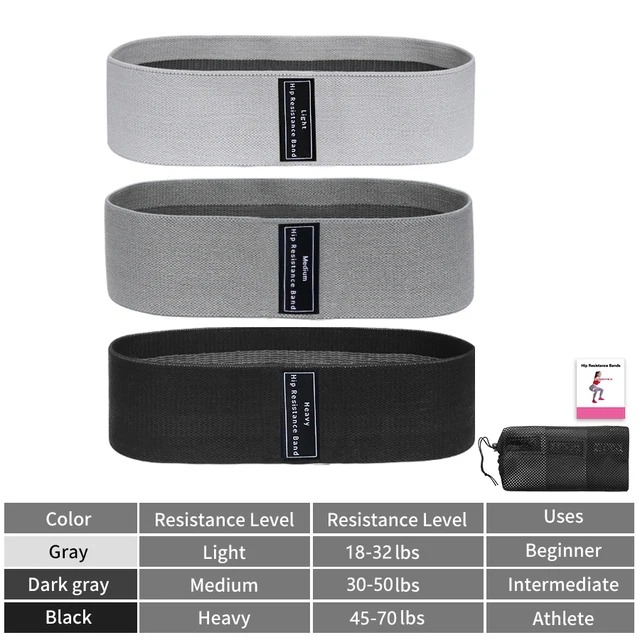 Light
Hip Resistance Band
Medium
Hip Resistance Band
Heavy
Hip Resistance Band
Hip Resistance Bands
Color Resistance Level Resistance Level Uses
Gray Light 18-32 lbs Beginner
Dark gray Medium 30-50 lbs Intermediate
Black Heavy 45-70 lbs Athlete